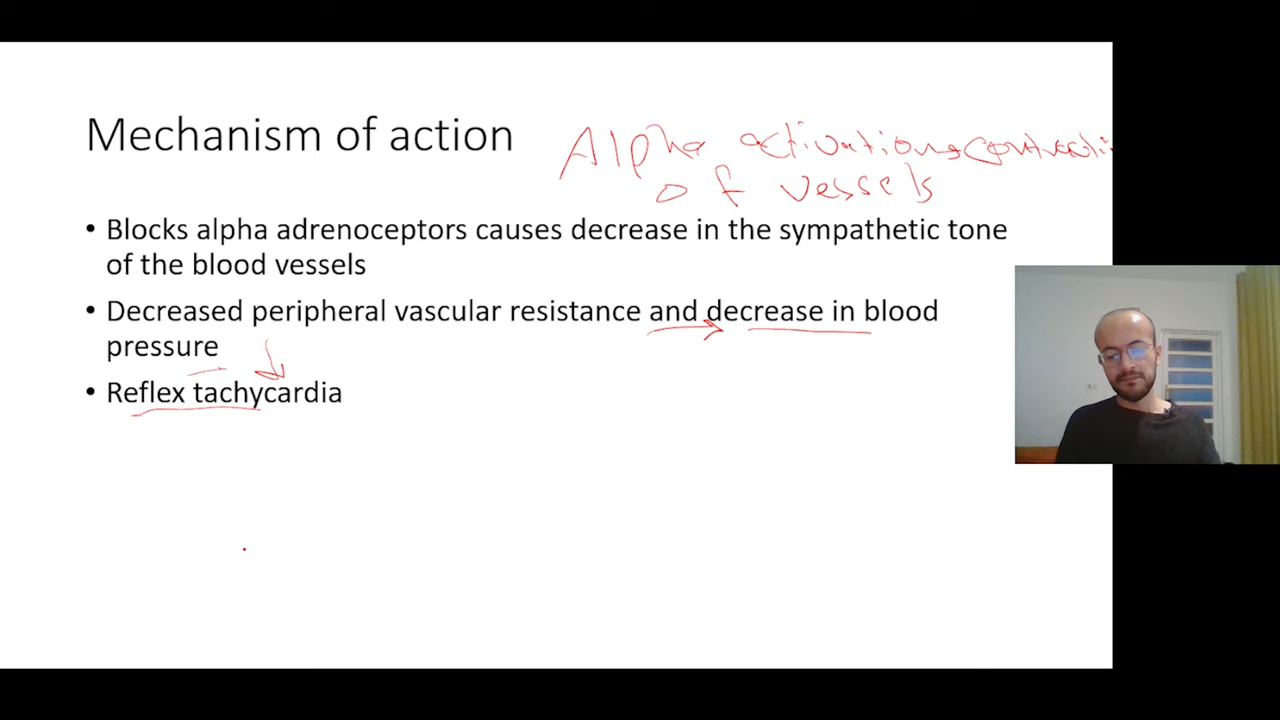 Mechanism of action
Alpha activation → contracti
of vessels
• Blocks alpha adrenoceptors causes decrease in the sympathetic tone
of the blood vessels
• Decreased peripheral vascular resistance and decrease in blood
pressure
• Reflex tachycardia